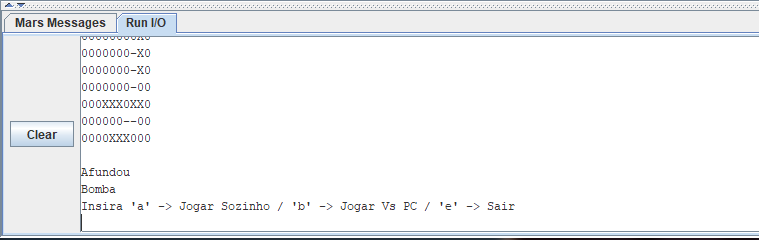 Mars Messages
Run I/O
Clear
0000000-X0
0000000-X0
0000000-00
000XXX0XX0
000000--00
0000XXX000
Afundou
Bomba
Insira 'a' -> Jogar Sozinho / 'b' -> Jogar Vs PC / 'e' -> Sair